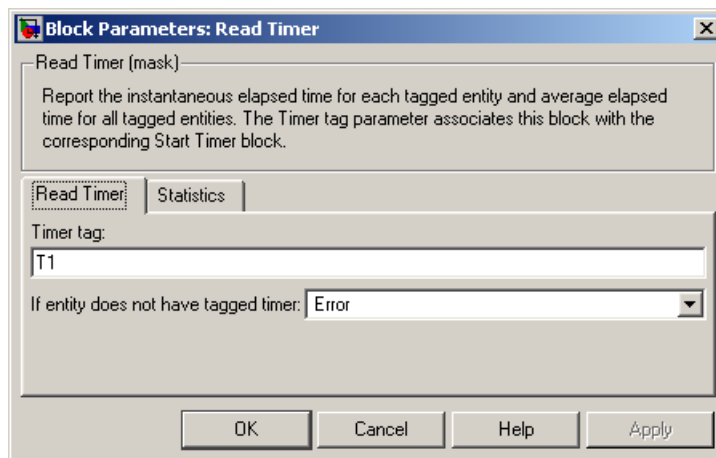 Block Parameters: Read Timer
Read Timer (mask)
Report the instantaneous elapsed time for each tagged entity and average elapsed
time for all tagged entities. The Timer tag parameter associates this block with the
corresponding Start Timer block.
Read Timer Statistics
Timer tag:
T1
If entity does not have tagged timer: Error
OK Cancel Help Apply